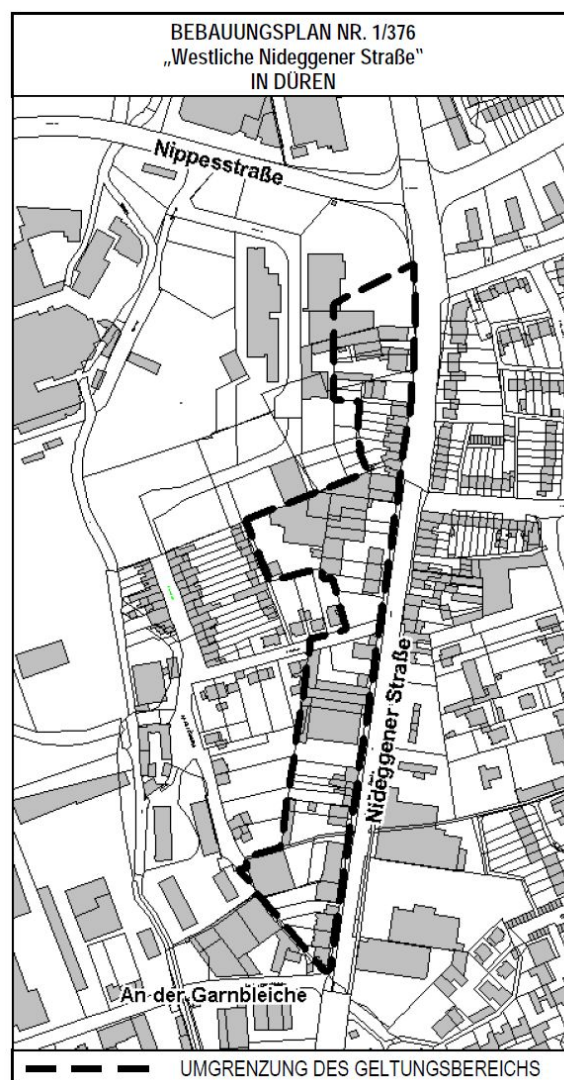 BEBAUUNGSPLAN NR. 1/376
„Westliche Nideggener Straße“
IN DÜREN
Nippesstraße
Nideggener Straße
An der Garnbleiche
UMGRENZUNG DES GELTUNGSBEREICHS